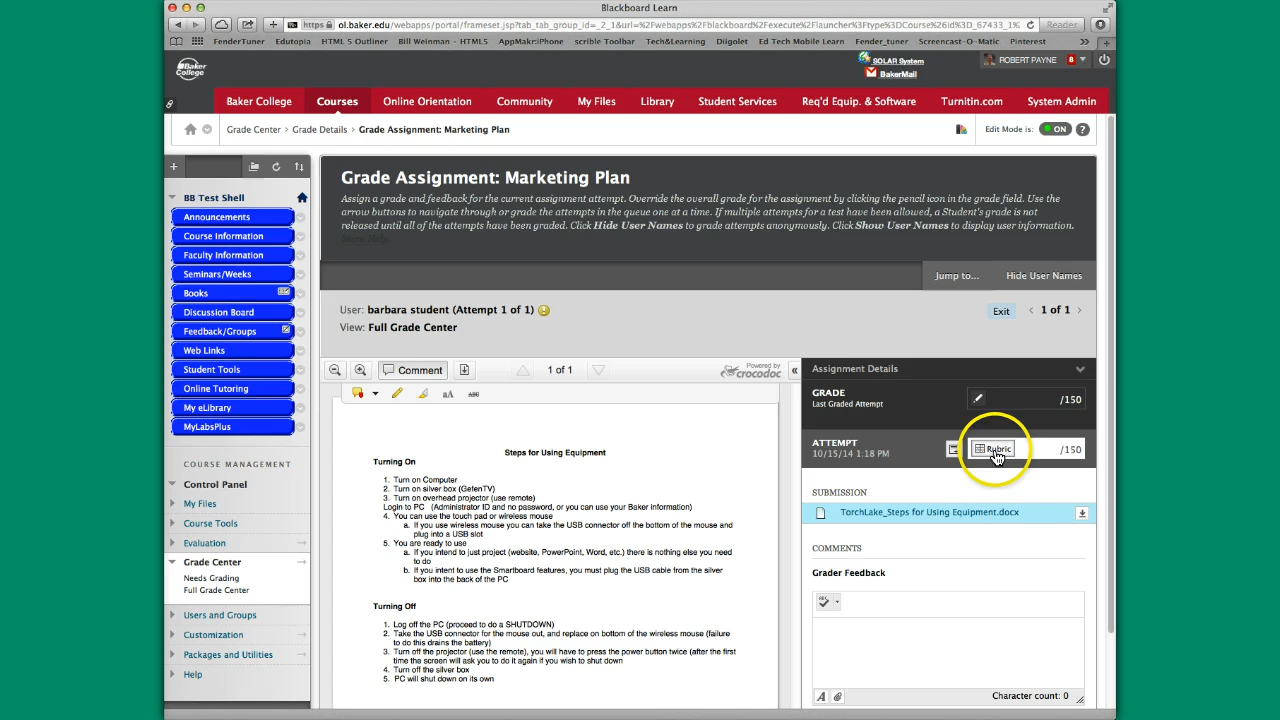 Blackboard Learn
https ol.baker.edu/webapps/portal/frameset.jsp?tab_tab_group_id=_2_1&url=%2Fwebapps%2Fblackboard%2Fexecute%2Flauncher%3Ftype%3DCourse%26id%3D_67433_1%
Reader
FenderTuner Edutopia HTML 5 Outliner Bill Weinman - HTML5 AppMakr:iPhone scrible Toolbar Tech&Learning Diigolet Ed Tech Mobile Learn Fender_tuner Screencast-O-Matic Pinterest
Baker College
SOLAR System
BakerMail
ROBERT PAYNE 8
Baker College Courses Online Orientation Community My Files Library Student Services Req'd Equip. & Software Turnitin.com System Admin
Grade Center > Grade Details > Grade Assignment: Marketing Plan
Edit Mode is: ON ?
BB Test Shell
Announcements
Course Information
Faculty Information
Seminars/Weeks
Books
Discussion Board
Feedback/Groups
Web Links
Student Tools
Online Tutoring
My eLibrary
MyLabsPlus
COURSE MANAGEMENT
Control Panel
My Files
Course Tools
Evaluation
Grade Center
Needs Grading
Full Grade Center
Users and Groups
Customization
Packages and Utilities
Help
Grade Assignment: Marketing Plan
Assign a grade and feedback for the current assignment attempt. Override the overall grade for the assignment by clicking the pencil icon in the grade field. Use the
arrow buttons to navigate through or grade the attempts in the queue one at a time. If multiple attempts for a test have been allowed, a Student's grade is not
released until all of the attempts have been graded. Click Hide User Names to grade attempts anonymously. Click Show User Names to display user information.
More Help
Jump to... Hide User Names
User: barbara student (Attempt 1 of 1)
View: Full Grade Center
Exit < 1 of 1 >
Comment
1 of 1
Powered by
crocodoc
«
aA ABC
Steps for Using Equipment
Turning On
1. Turn on Computer
2. Turn on silver box (GefenTV)
3. Turn on overhead projector (use remote)
Login to PC (Administrator ID and no password, or you can use your Baker information)
4. You can use the touch pad or wireless mouse
a. If you use wireless mouse you can take the USB connector off the bottom of the mouse and
plug into a USB slot
5. You are ready to use
a. If you intend to just project (website, PowerPoint, Word, etc.) there is nothing else you need
to do
b. If you intent to use the Smartboard features, you must plug the USB cable from the silver
box into the back of the PC
Turning Off
1. Log off the PC (proceed to do a SHUTDOWN)
2. Take the USB connector for the mouse out, and replace on bottom of the wireless mouse (failure
to do this drains the battery)
3. Turn off the projector (use the remote), you will have to press the power button twice (after the first
time the screen will ask you to do it again if you wish to shut down
4. Turn off the silver box
5. PC will shut down on its own
Assignment Details
GRADE
Last Graded Attempt
/150
ATTEMPT
10/15/14 1:18 PM
Rubric
/150
SUBMISSION
TorchLake_Steps for Using Equipment.docx
COMMENTS
Grader Feedback
ABC
A
Character count: 0